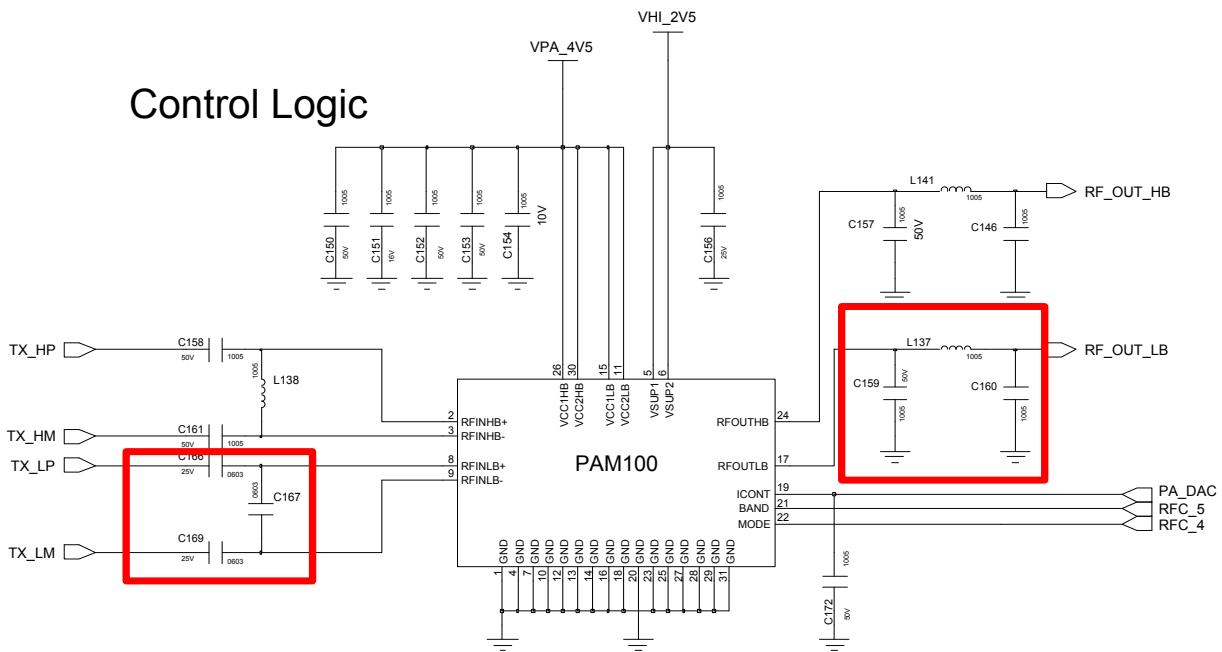 VHI_2V5
VPA_4V5
Control Logic
1005 1005 1005 1005 1005 1005
C150 50V C151 16V C152 50V C153 50V C154 10V C156 25V
L141 1005 RF_OUT_HB
C157 1005 50V C146 1005
TX_HP C158 50V 1005
1005 L138
TX_HM C161 50V 1005
TX_LP C166 25V 0603
0603 C167
TX_LM C169 25V 0603
L137 1005 RF_OUT_LB
C159 50V 1005 C160 1005
26 30 15 11 5 6
VCC1HB VCC2HB VCC1LB VCC2LB VSUP1 VSUP2
2 RFINHB+
3 RFINHB-
8 RFINLB+
9 RFINLB-
PAM100
RFOUTHB 24
RFOUTLB 17
ICONT 19 PA_DAC
BAND 21 RFC_5
MODE 22 RFC_4
GND GND GND GND GND GND GND GND GND GND GND GND GND GND GND
1 4 7 10 12 13 14 16 18 20 23 25 27 28 29 31
1005 C172 50V